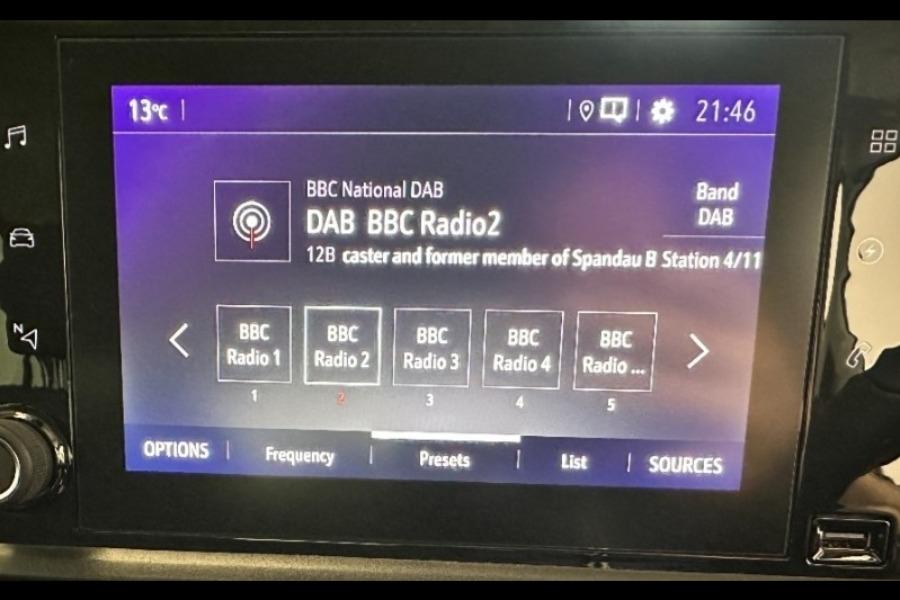 13°C
21:46
BBC National DAB
DAB BBC Radio2
12B caster and former member of Spandau B Station 4/11
Band
DAB
BBC
Radio 1
BBC
Radio 2
BBC
Radio 3
BBC
Radio 4
BBC
Radio ...
1
2
3
4
5
OPTIONS
Frequency
Presets
List
SOURCES
N